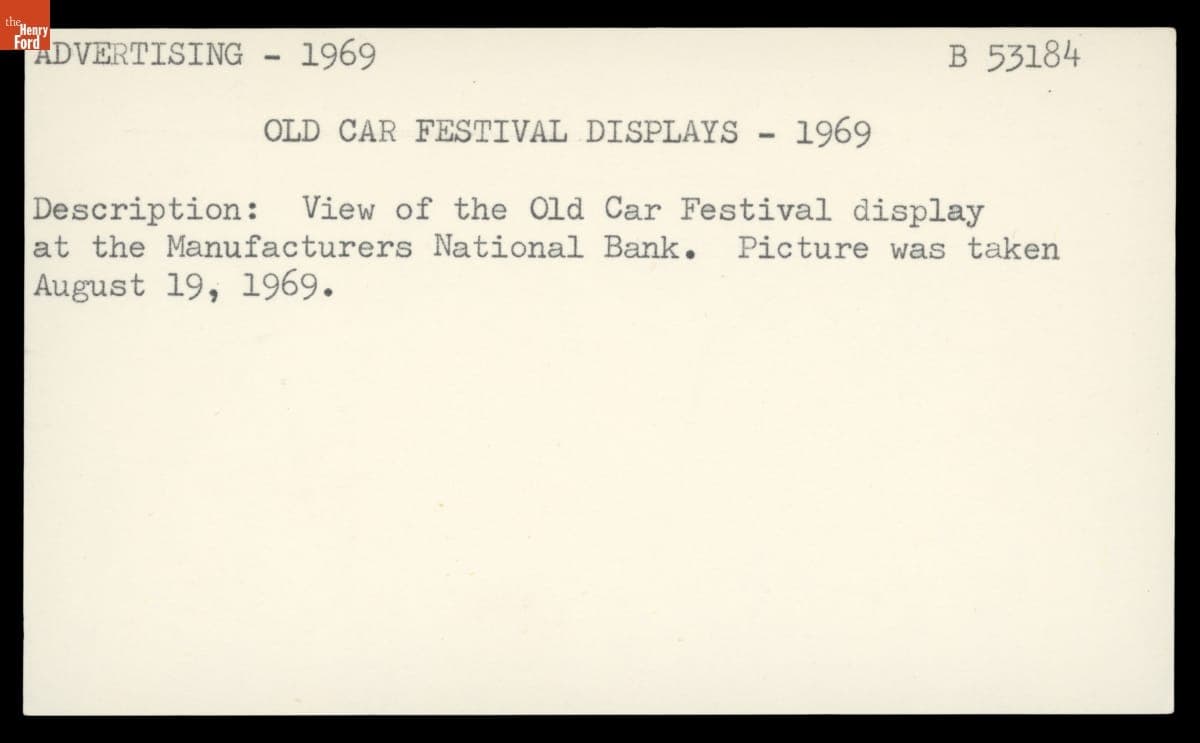 the
Henry
Ford
ADVERTISING - 1969 B 53184
OLD CAR FESTIVAL DISPLAYS - 1969
Description: View of the Old Car Festival display
at the Manufacturers National Bank. Picture was taken
August 19, 1969.